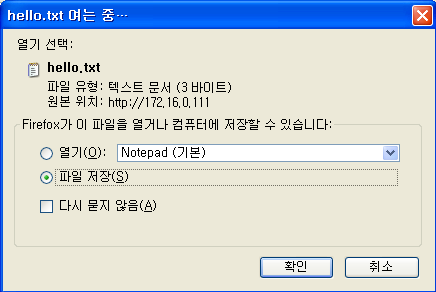 hello.txt 여는 중…
열기 선택:
hello.txt
파일 유형: 텍스트 문서 (3 바이트)
원본 위치: http://172.16.0.111
Firefox가 이 파일을 열거나 컴퓨터에 저장할 수 있습니다:
열기(O): Notepad (기본)
파일 저장(S)
다시 묻지 않음(A)
확인 취소